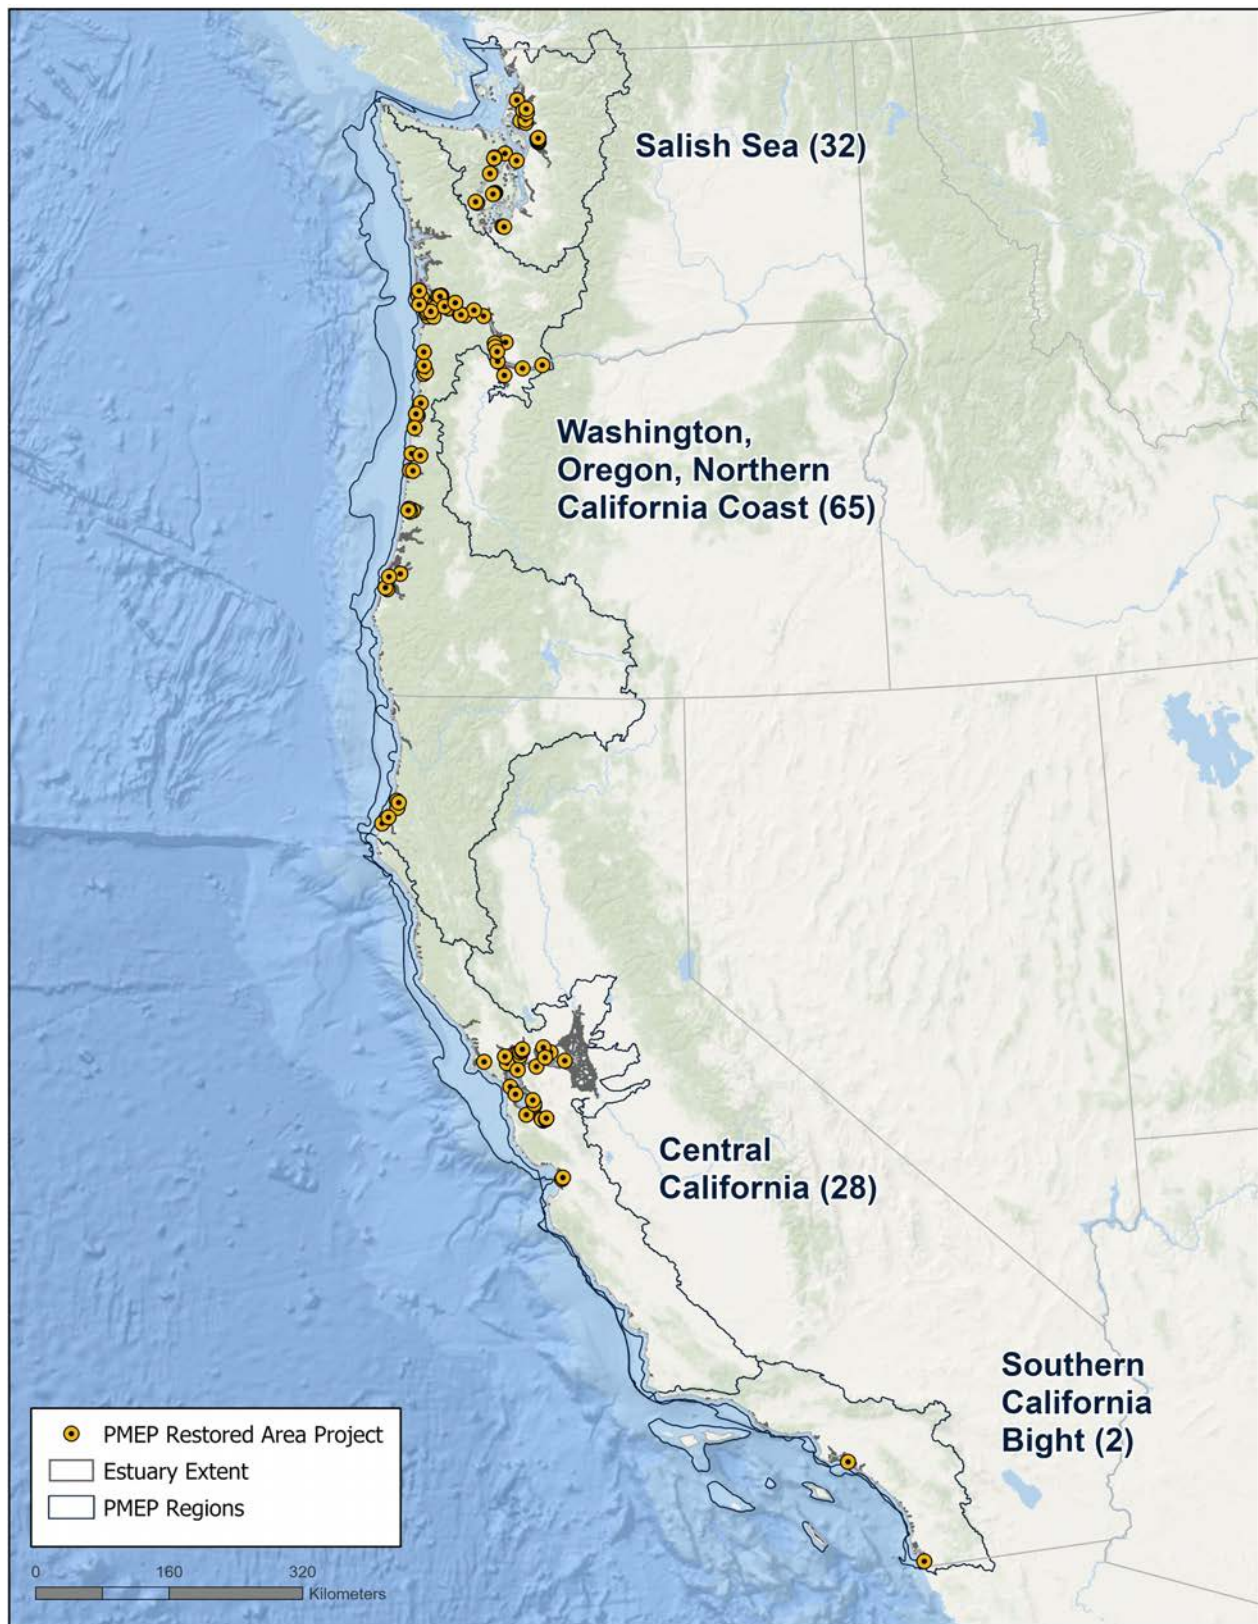 Salish Sea (32)
Washington,
Oregon, Northern
California Coast (65)
Central
California (28)
Southern
California
Bight (2)
PMEP Restored Area Project
Estuary Extent
PMEP Regions
0 160 320
Kilometers